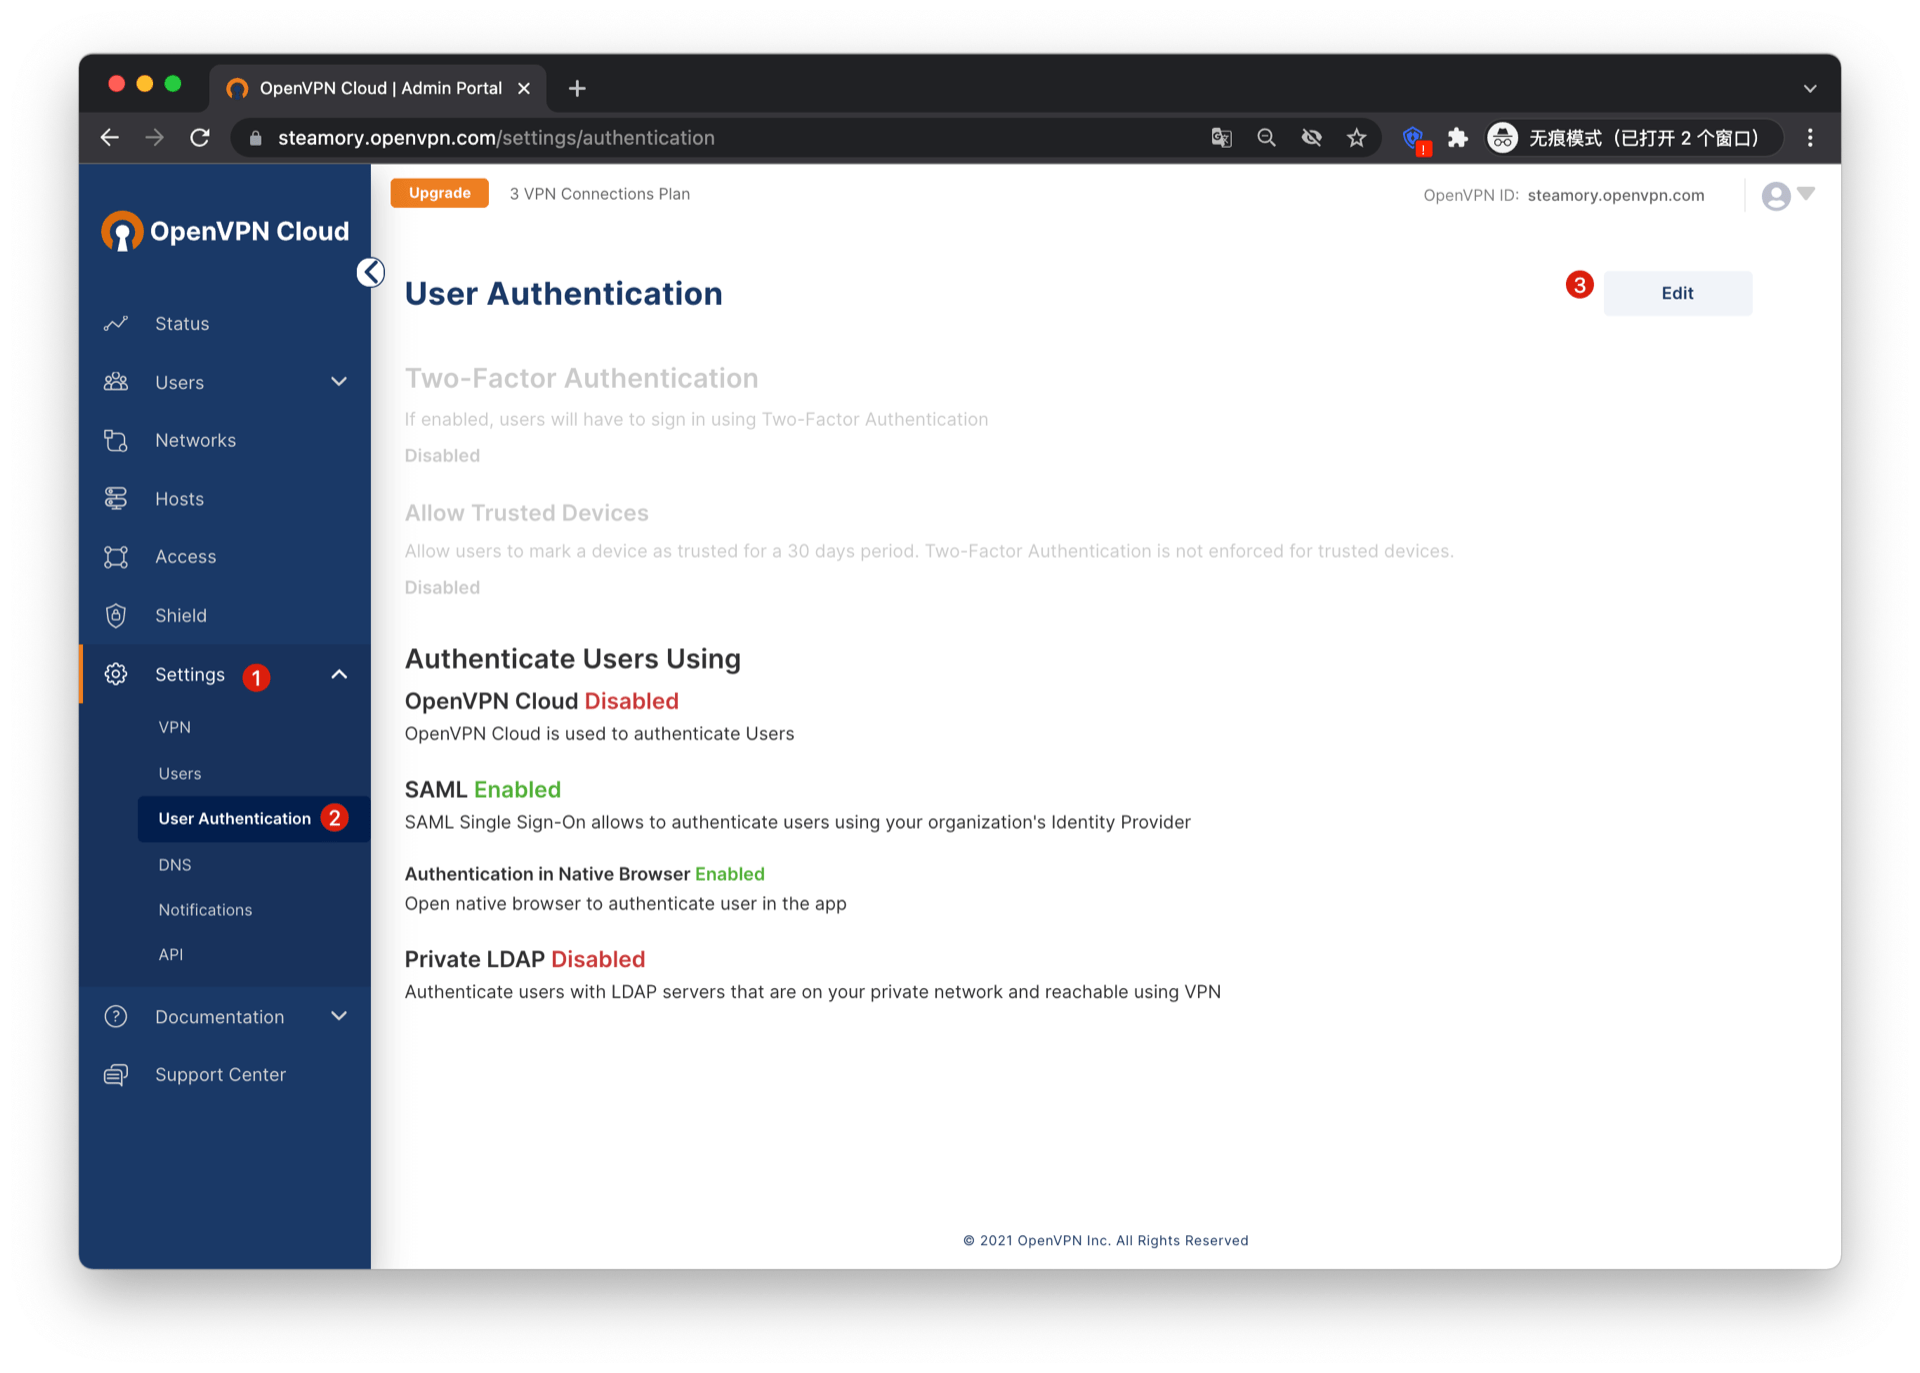 OpenVPN Cloud | Admin Portal
steamory.openvpn.com/settings/authentication
无痕模式（已打开 2 个窗口）
OpenVPN Cloud
Status
Users
Networks
Hosts
Access
Shield
Settings 1
VPN
Users
User Authentication 2
DNS
Notifications
API
Documentation
Support Center
Upgrade 3 VPN Connections Plan
OpenVPN ID: steamory.openvpn.com
User Authentication
3 Edit
Two-Factor Authentication
If enabled, users will have to sign in using Two-Factor Authentication
Disabled
Allow Trusted Devices
Allow users to mark a device as trusted for a 30 days period. Two-Factor Authentication is not enforced for trusted devices.
Disabled
Authenticate Users Using
OpenVPN Cloud Disabled
OpenVPN Cloud is used to authenticate Users
SAML Enabled
SAML Single Sign-On allows to authenticate users using your organization's Identity Provider
Authentication in Native Browser Enabled
Open native browser to authenticate user in the app
Private LDAP Disabled
Authenticate users with LDAP servers that are on your private network and reachable using VPN
© 2021 OpenVPN Inc. All Rights Reserved